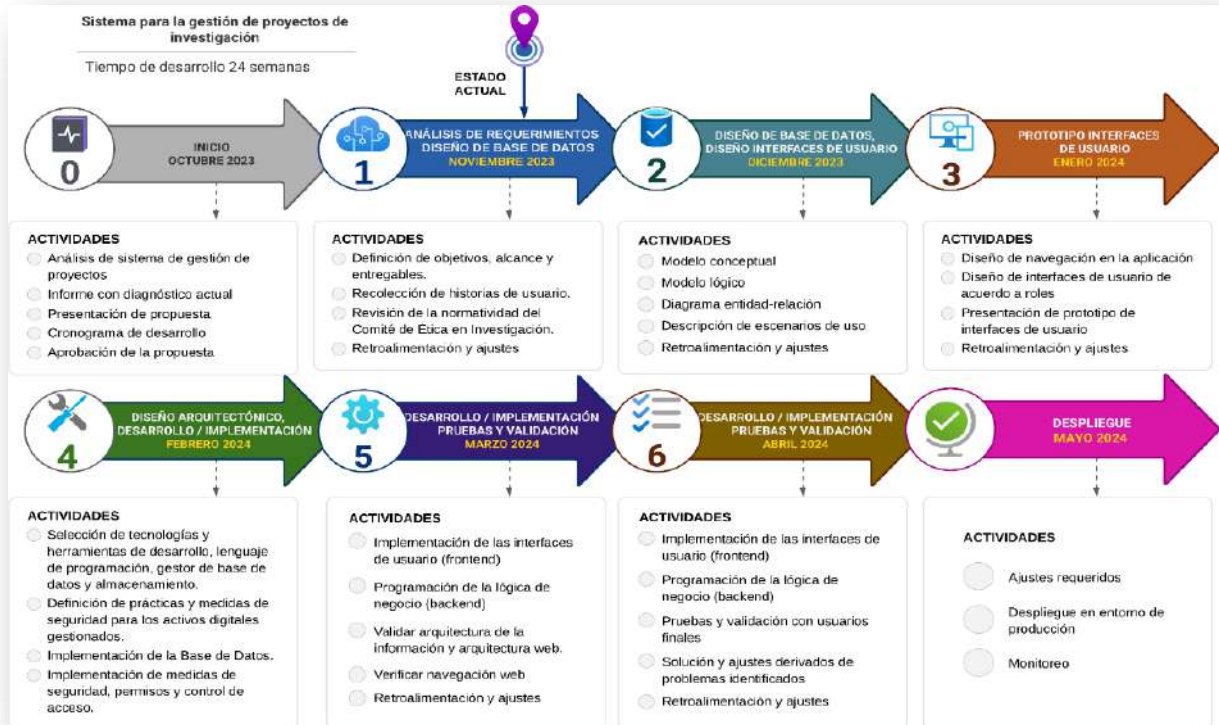 Sistema para la gestión de proyectos de
investigación
Tiempo de desarrollo 24 semanas
ESTADO
ACTUAL
0
INICIO
OCTUBRE 2023
1
ANÁLISIS DE REQUERIMIENTOS
DISEÑO DE BASE DE DATOS
NOVIEMBRE 2023
2
DISEÑO DE BASE DE DATOS,
DISEÑO INTERFACES DE USUARIO
DICIEMBRE 2023
3
PROTOTIPO INTERFACES
DE USUARIO
ENERO 2024
ACTIVIDADES
Análisis de sistema de gestión de
proyectos
Informe con diagnóstico actual
Presentación de propuesta
Cronograma de desarrollo
Aprobación de la propuesta
ACTIVIDADES
Definición de objetivos, alcance y
entregables.
Recolección de historias de usuario.
Revisión de la normatividad del
Comité de Ética en Investigación.
Retroalimentación y ajustes
ACTIVIDADES
Modelo conceptual
Modelo lógico
Diagrama entidad-relación
Descripción de escenarios de uso
Retroalimentación y ajustes
ACTIVIDADES
Diseño de navegación en la aplicación
Diseño de interfaces de usuario de
acuerdo a roles
Presentación de prototipo de
interfaces de usuario
Retroalimentación y ajustes
4
DISEÑO ARQUITECTÓNICO,
DESARROLLO / IMPLEMENTACIÓN
FEBRERO 2024
5
DESARROLLO / IMPLEMENTACIÓN
PRUEBAS Y VALIDACIÓN
MARZO 2024
6
DESARROLLO / IMPLEMENTACIÓN
PRUEBAS Y VALIDACIÓN
ABRIL 2024
DESPLIEGUE
MAYO 2024
ACTIVIDADES
Selección de tecnologías y
herramientas de desarrollo, lenguaje
de programación, gestor de base de
datos y almacenamiento.
Definición de prácticas y medidas de
seguridad para los activos digitales
gestionados.
Implementación de la Base de Datos.
Implementación de medidas de
seguridad, permisos y control de
acceso.
ACTIVIDADES
Implementación de las interfaces
de usuario (frontend)
Programación de la lógica de
negocio (backend)
Validar arquitectura de la
información y arquitectura web.
Verificar navegación web
Retroalimentación y ajustes
ACTIVIDADES
Implementación de las interfaces de
usuario (frontend)
Programación de la lógica de
negocio (backend)
Pruebas y validación con usuarios
finales
Solución y ajustes derivados de
problemas identificados
Retroalimentación y ajustes
ACTIVIDADES
Ajustes requeridos
Despliegue en entorno de
producción
Monitoreo